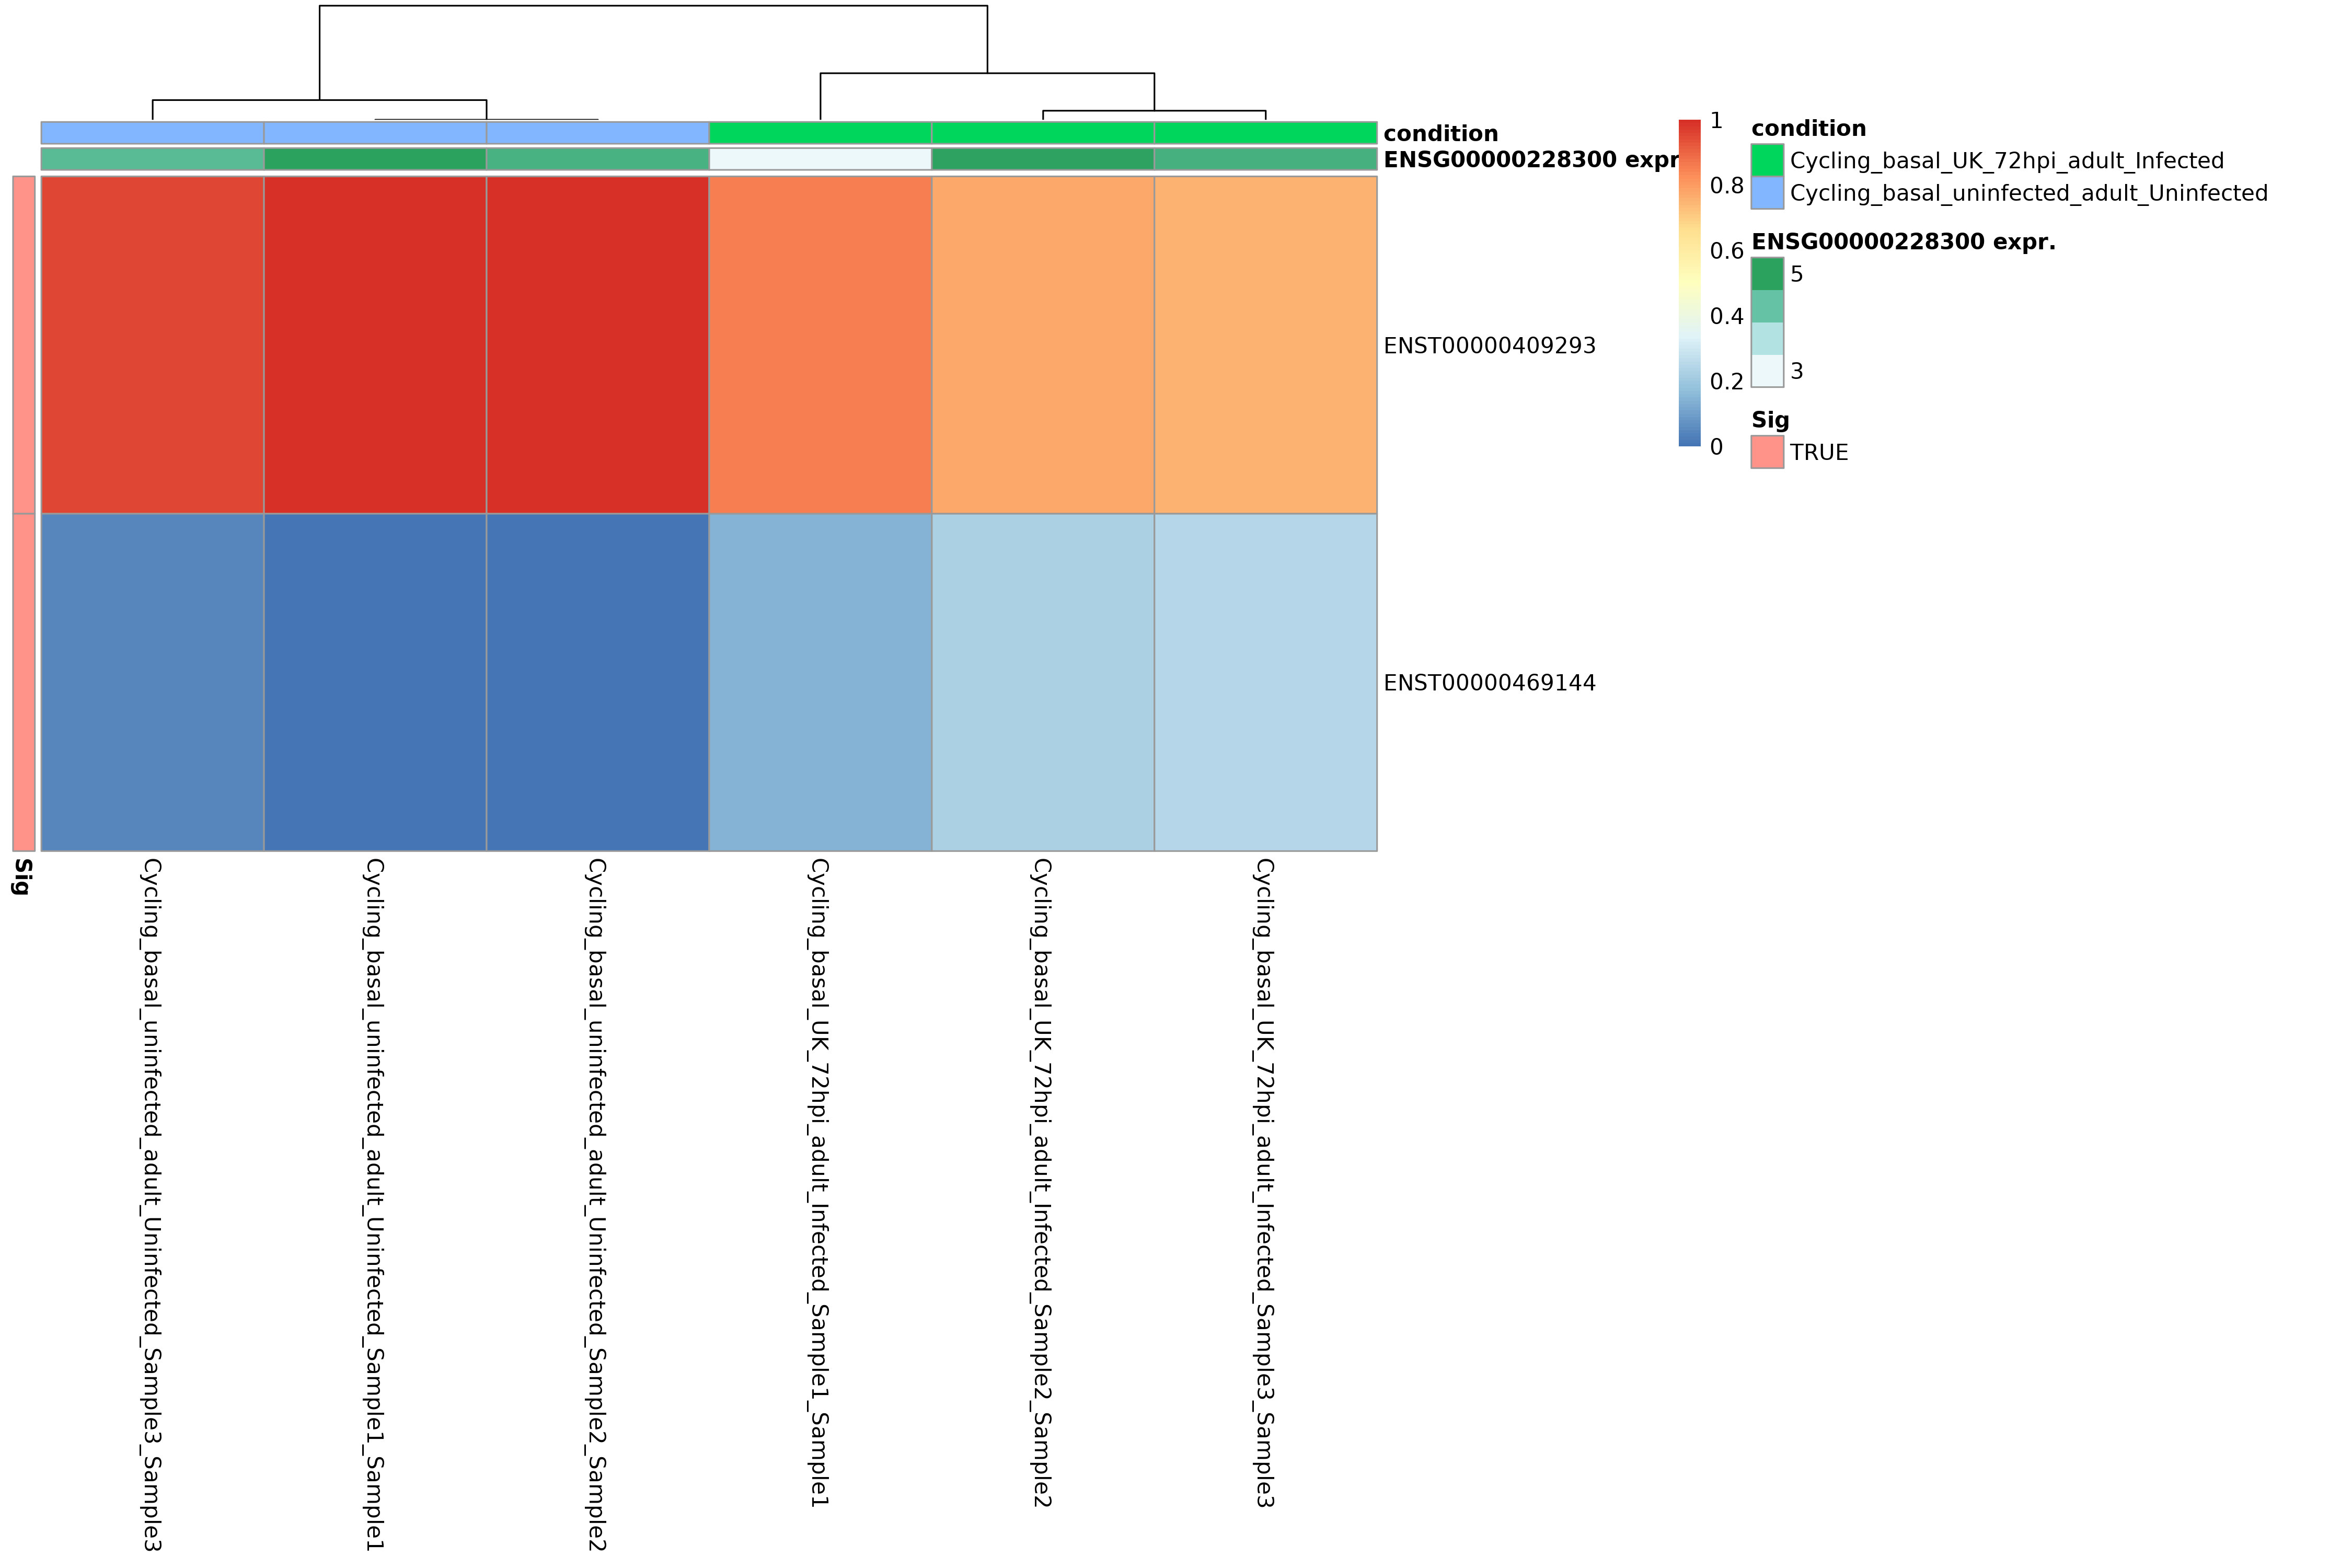 condition
ENSG00000228300 expr
1
0.8
0.6
0.4
0.2
0
condition
Cycling_basal_UK_72hpi_adult_Infected
Cycling_basal_uninfected_adult_Uninfected
ENSG00000228300 expr.
5
3
Sig
TRUE
ENST00000409293
ENST00000469144
Sig
Cycling_basal_uninfected_adult_Uninfected_Sample3_Sample3
Cycling_basal_uninfected_adult_Uninfected_Sample1_Sample1
Cycling_basal_uninfected_adult_Uninfected_Sample2_Sample2
Cycling_basal_UK_72hpi_adult_Infected_Sample1_Sample1
Cycling_basal_UK_72hpi_adult_Infected_Sample2_Sample2
Cycling_basal_UK_72hpi_adult_Infected_Sample3_Sample3